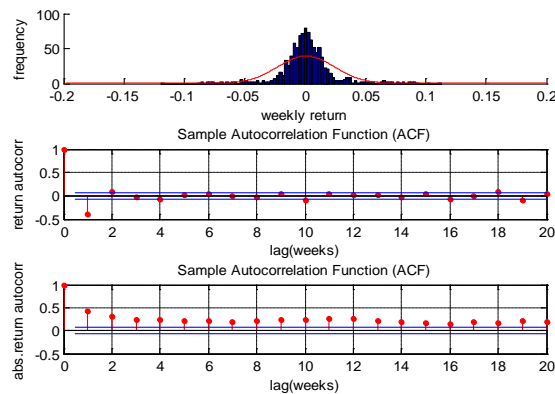 100
50
0
frequency
-0.2 -0.15 -0.1 -0.05 0 0.05 0.1 0.15 0.2
weekly return
Sample Autocorrelation Function (ACF)
1
0.5
0
-0.5
return autocorr
0 2 4 6 8 10 12 14 16 18 20
lag(weeks)
Sample Autocorrelation Function (ACF)
1
0.5
0
-0.5
abs.return autocorr
0 2 4 6 8 10 12 14 16 18 20
lag(weeks)